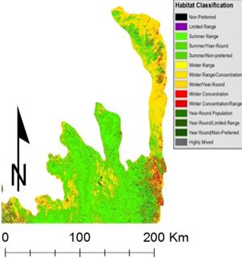 Habitat Classification
Non-Preferred
Limited Range
Summer Range
Summer/Year-Round
Summer/Non-preferred
Winter Range
Winter Range/Concentration
Winter/Year-Round
Winter Concentration
Winter Concentration/Range
Year-Round Population
Year-Round/Limited Range
Year Round/Non-Preferred
Highly Mixed
N
0 100 200 Km